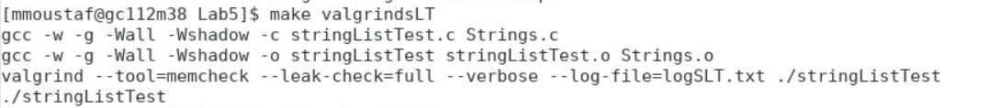 [mmoustaf@gc112m38 Lab5]$ make valgrindsLT
gcc -w -g -Wall -Wshadow -c stringListTest.c Strings.c
gcc -w -g -Wall -Wshadow -o stringListTest stringListTest.o Strings.o
valgrind --tool=memcheck --leak-check=full --verbose --log-file=logSLT.txt ./stringListTest
./stringListTest